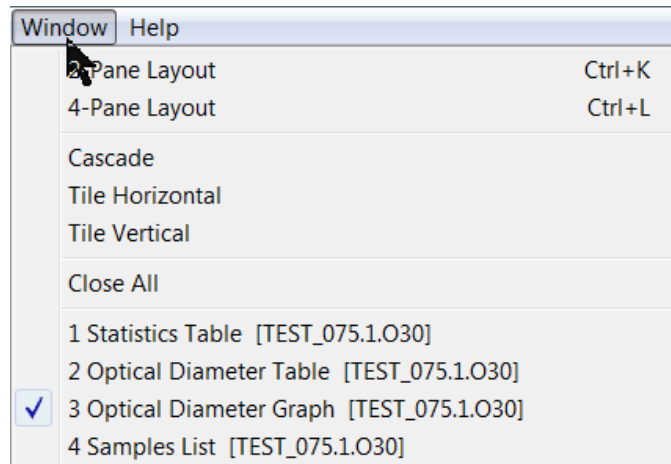 Window Help
2-Pane Layout Ctrl+K
4-Pane Layout Ctrl+L
Cascade
Tile Horizontal
Tile Vertical
Close All
1 Statistics Table [TEST_075.1.O30]
2 Optical Diameter Table [TEST_075.1.O30]
3 Optical Diameter Graph [TEST_075.1.O30]
4 Samples List [TEST_075.1.O30]